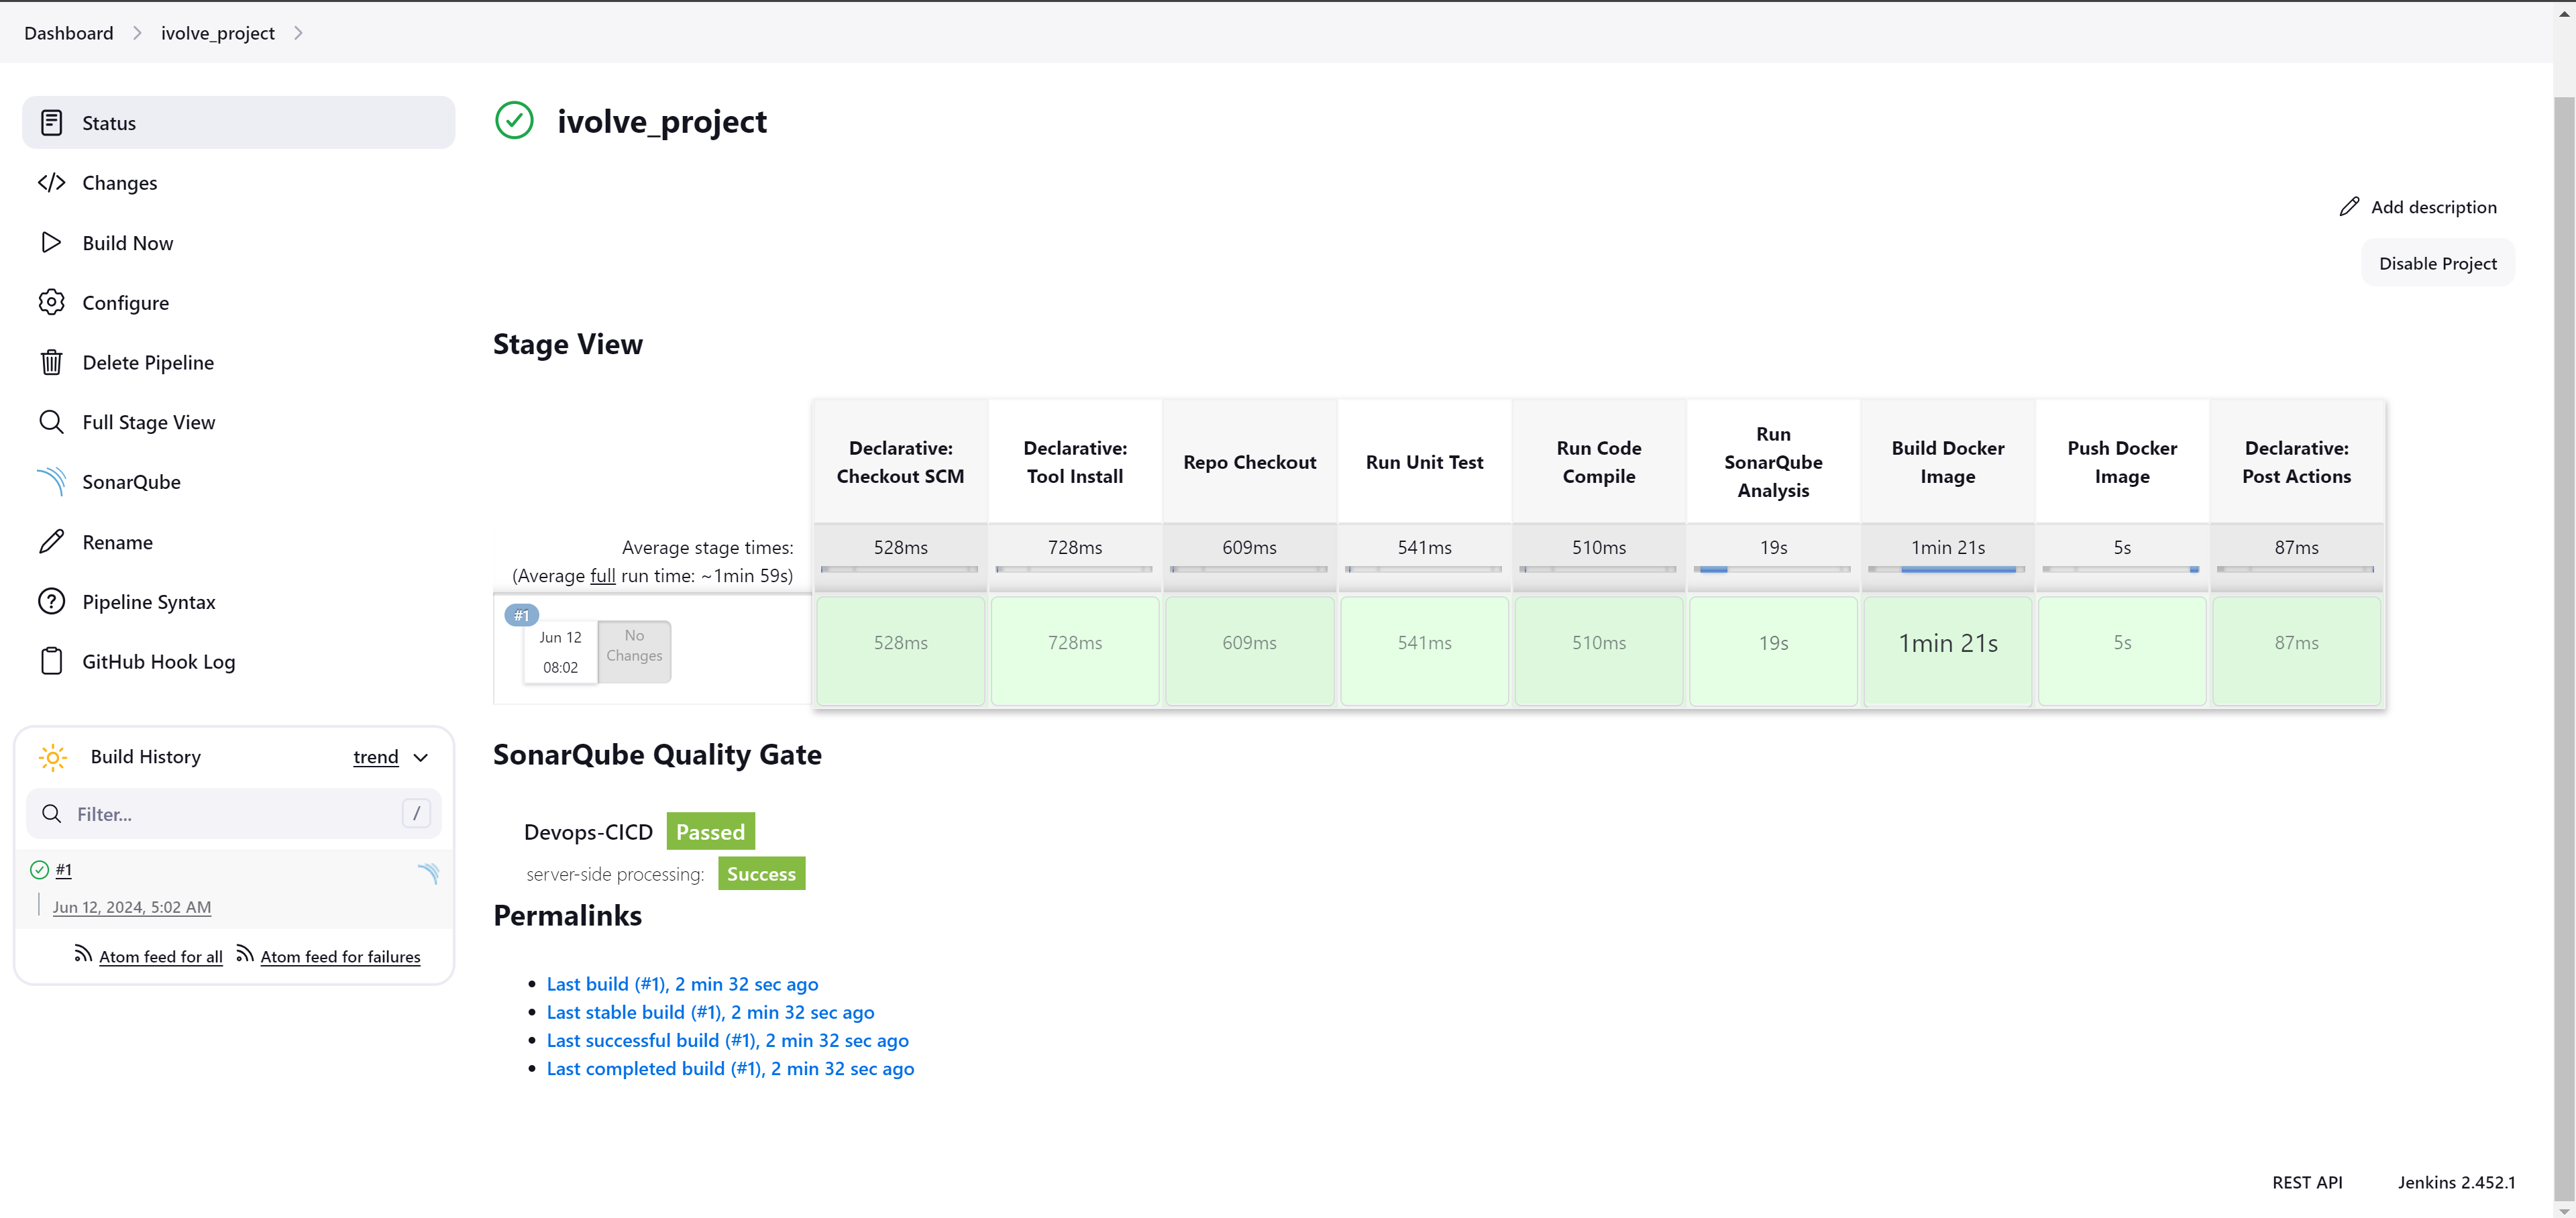 Dashboard
ivolve_project
Status
Changes
Build Now
Configure
Delete Pipeline
Full Stage View
SonarQube
Rename
Pipeline Syntax
GitHub Hook Log
Build History
trend
Filter...
/
#1
Jun 12, 2024, 5:02 AM
Atom feed for all
Atom feed for failures
ivolve_project
Add description
Disable Project
Stage View
Declarative:
Checkout SCM
Declarative:
Tool Install
Repo Checkout
Run Unit Test
Run Code
Compile
Run
SonarQube
Analysis
Build Docker
Image
Push Docker
Image
Declarative:
Post Actions
Average stage times:
(Average full run time: ~1min 59s)
528ms
728ms
609ms
541ms
510ms
19s
1min 21s
5s
87ms
#1
Jun 12
08:02
No
Changes
528ms
728ms
609ms
541ms
510ms
19s
1min 21s
5s
87ms
SonarQube Quality Gate
Devops-CICD Passed
server-side processing: Success
Permalinks
Last build (#1), 2 min 32 sec ago
Last stable build (#1), 2 min 32 sec ago
Last successful build (#1), 2 min 32 sec ago
Last completed build (#1), 2 min 32 sec ago
REST API
Jenkins 2.452.1